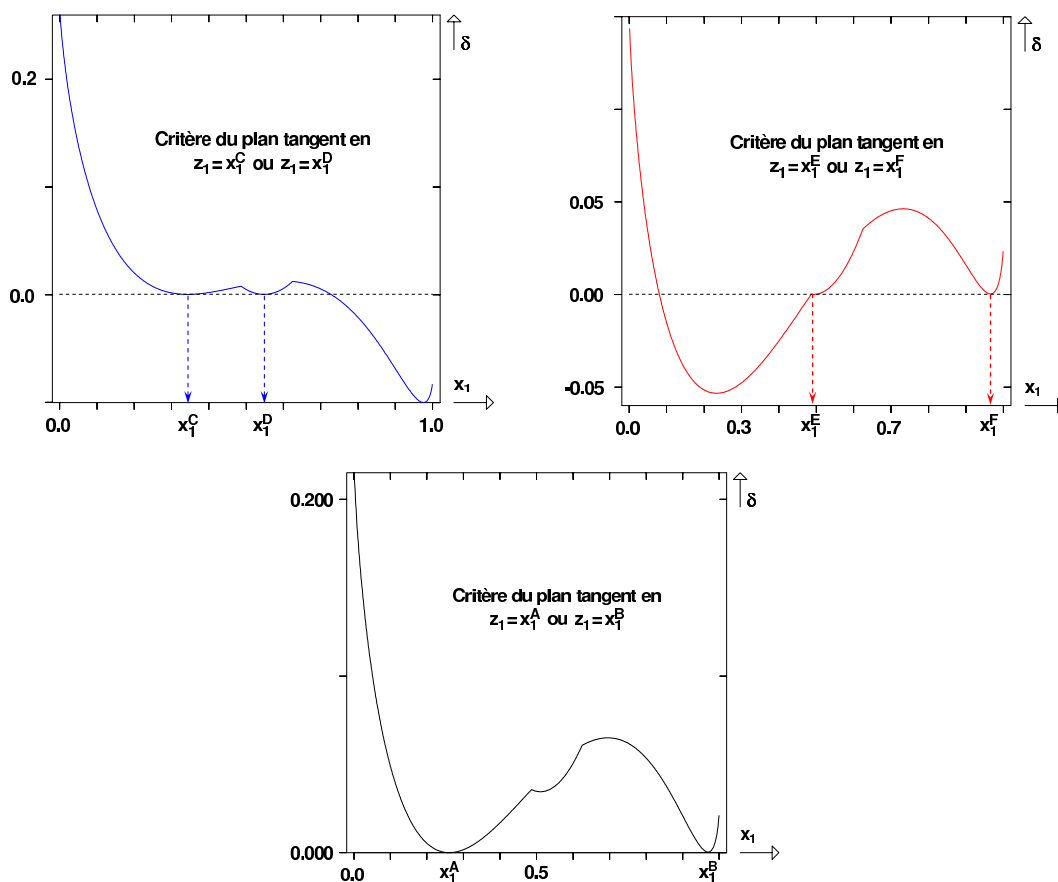 δ
0.2
Critère du plan tangent en
z₁=x₁ᶜ ou z₁=x₁ᴰ
0.0
x₁
0.0 x₁ᶜ x₁ᴰ 1.0
δ
Critère du plan tangent en
z₁=x₁ᴱ ou z₁=x₁ᶠ
0.05
0.00
-0.05
x₁
0.0 0.3 x₁ᴱ 0.7 x₁ᶠ
0.200
δ
Critère du plan tangent en
z₁=x₁ᴬ ou z₁=x₁ᴮ
x₁
0.000
0.0 x₁ᴬ 0.5 x₁ᴮ